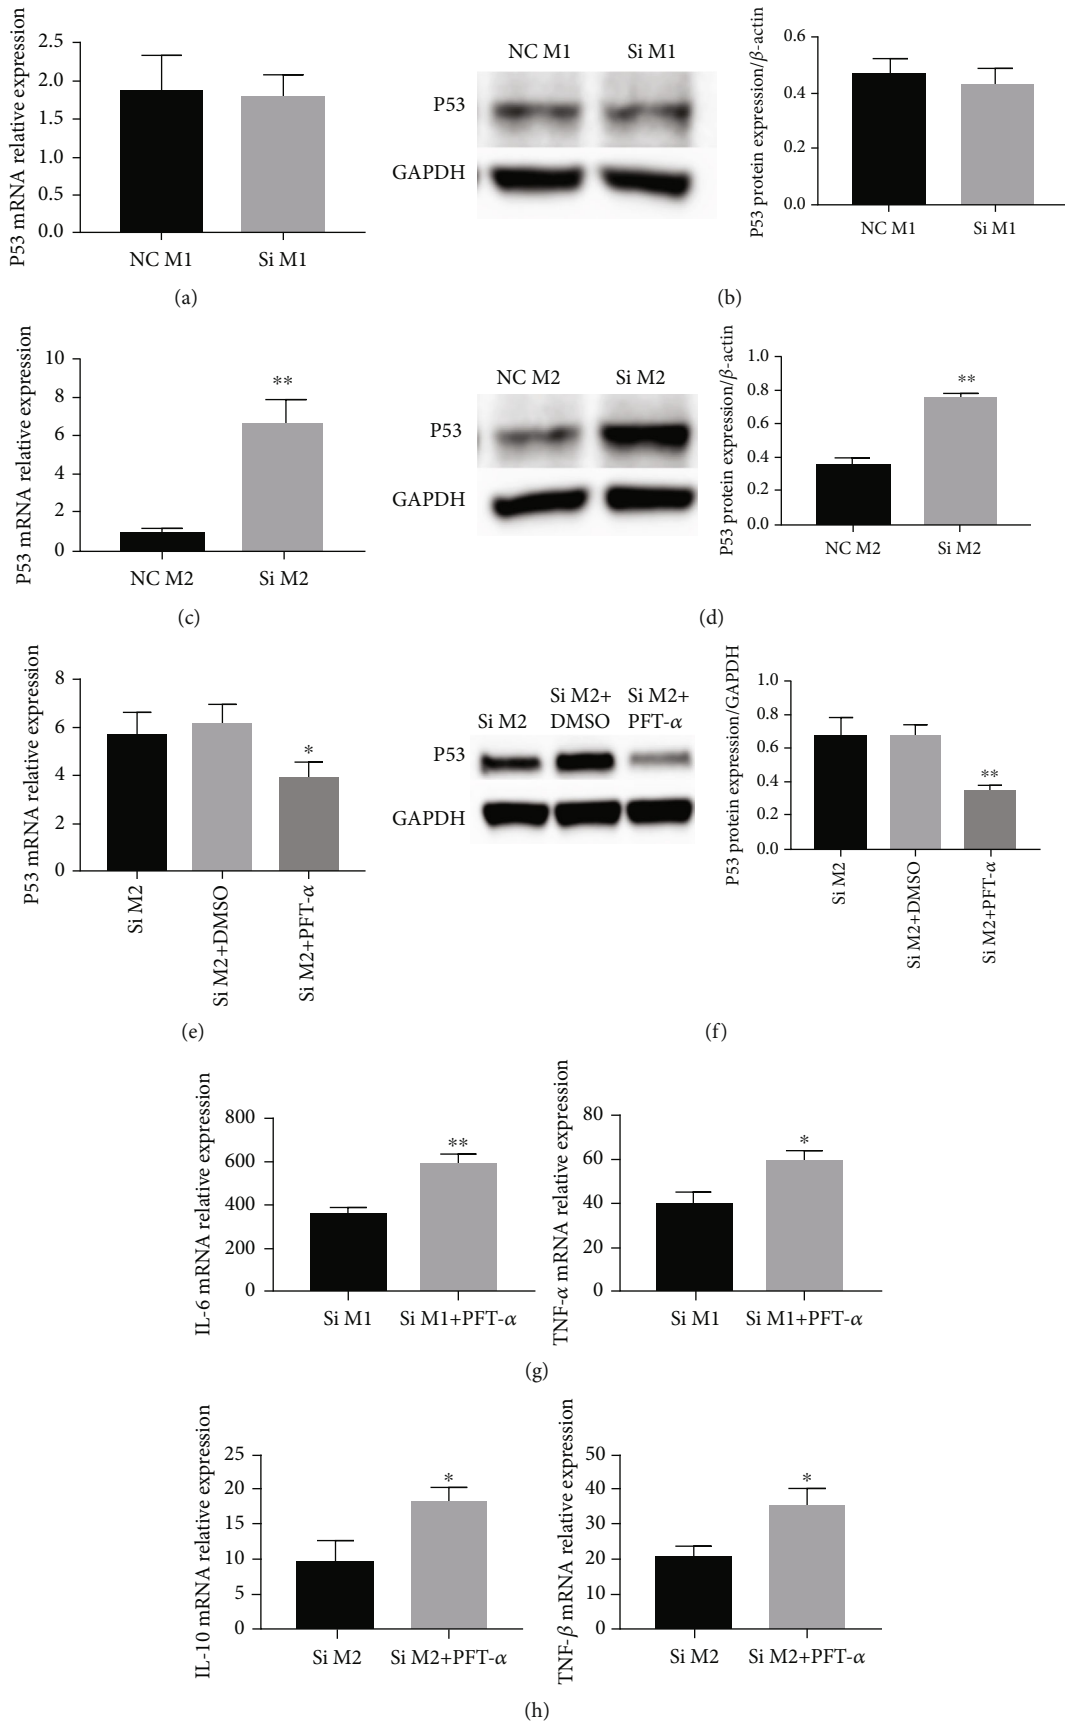 P53 mRNA relative expression
2.5
2.0
1.5
1.0
0.5
0.0
NC M1
Si M1
(a)
NC M1
Si M1
P53
GAPDH
P53 protein expression/β-actin
0.6
0.4
0.2
0.0
NC M1
Si M1
(b)
P53 mRNA relative expression
10
8
6
4
2
0
**
NC M2
Si M2
(c)
NC M2
Si M2
P53
GAPDH
P53 protein expression/β-actin
1.0
0.8
0.6
0.4
0.2
0.0
**
NC M2
Si M2
(d)
P53 mRNA relative expression
8
6
4
2
0
*
Si M2
Si M2+DMSO
Si M2+PFT-α
(e)
Si M2
Si M2+
DMSO
Si M2+
PFT-α
P53
GAPDH
P53 protein expression/GAPDH
1.0
0.8
0.6
0.4
0.2
0.0
**
Si M2
Si M2+DMSO
Si M2+PFT-α
(f)
IL-6 mRNA relative expression
800
600
400
200
0
**
Si M1
Si M1+PFT-α
TNF-α mRNA relative expression
80
60
40
20
0
*
Si M1
Si M1+PFT-α
(g)
IL-10 mRNA relative expression
25
20
15
10
5
0
*
Si M2
Si M2+PFT-α
TNF-β mRNA relative expression
50
40
30
20
10
0
*
Si M2
Si M2+PFT-α
(h)